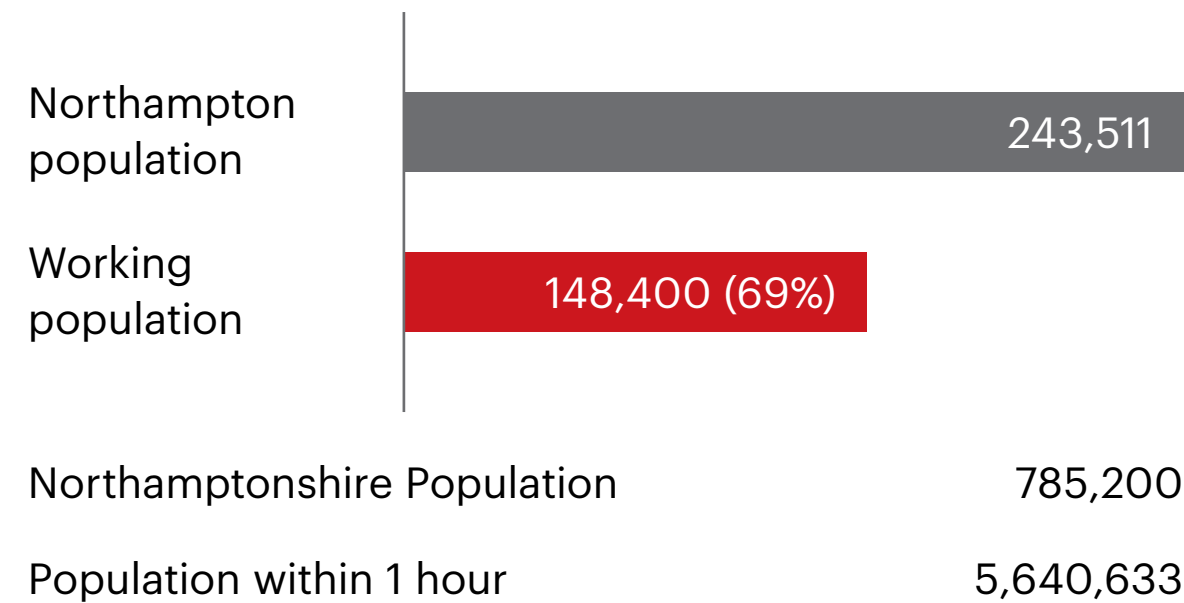 Northampton
population
243,511
Working
population
148,400 (69%)
Northamptonshire Population 785,200
Population within 1 hour 5,640,633